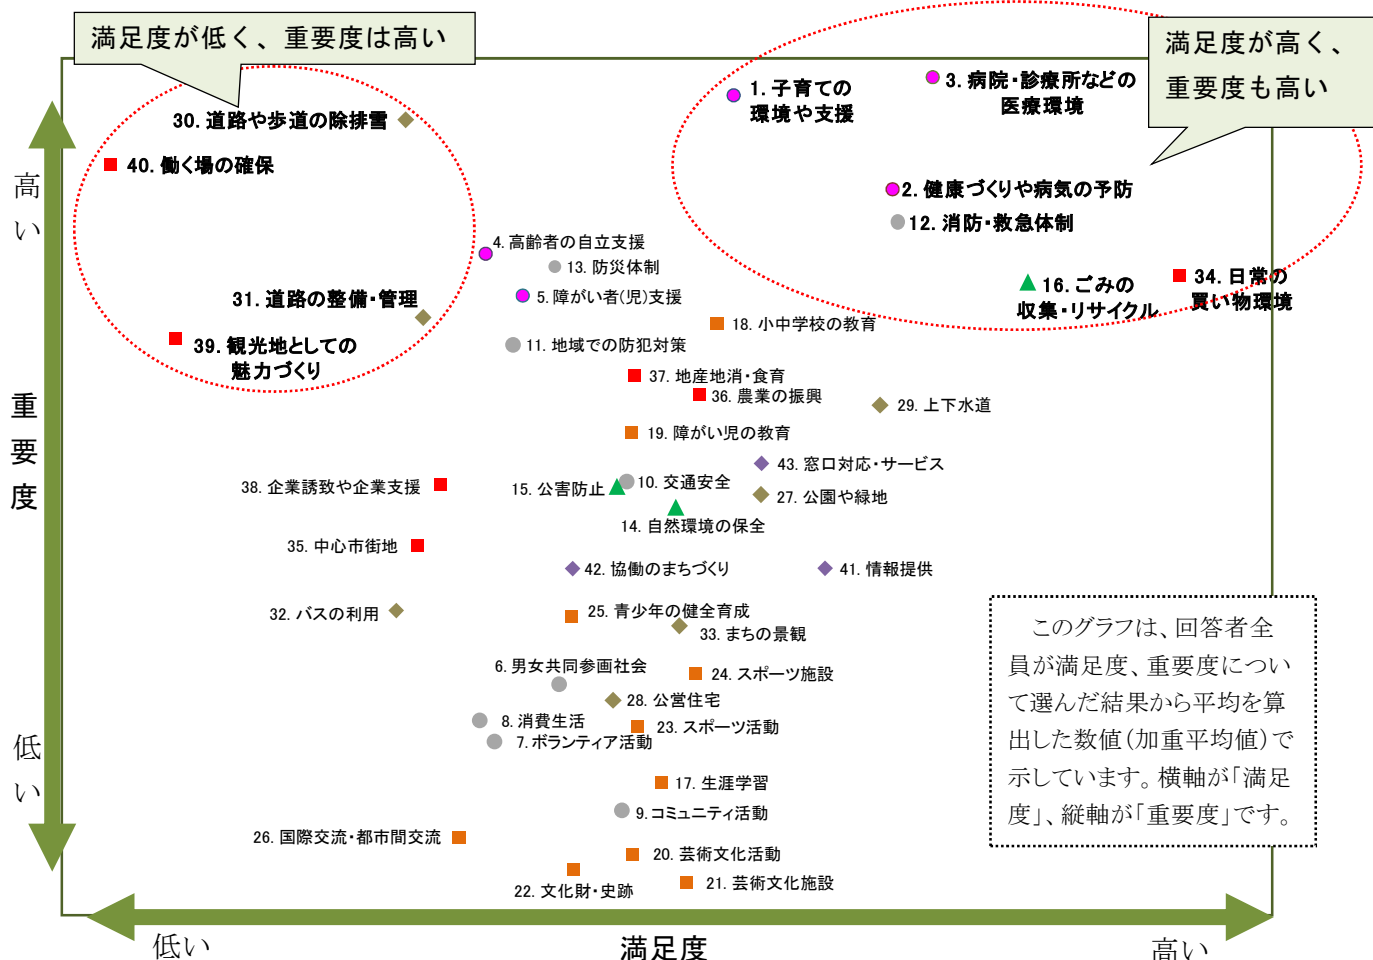 満足度が低く、重要度は高い
満足度が高く、
重要度も高い
3. 病院・診療所などの
医療環境
1. 子育ての
環境や支援
30. 道路や歩道の除排雪
40. 働く場の確保
2. 健康づくりや病気の予防
12. 消防・救急体制
4. 高齢者の自立支援
13. 防災体制
16. ごみの
収集・リサイクル
34. 日常の
買い物環境
5. 障がい者(児)支援
31. 道路の整備・管理
18. 小中学校の教育
39. 観光地としての
魅力づくり
11. 地域での防犯対策
37. 地産地消・食育
36. 農業の振興
29. 上下水道
19. 障がい児の教育
43. 窓口対応・サービス
38. 企業誘致や企業支援
15. 公害防止
10. 交通安全
27. 公園や緑地
14. 自然環境の保全
35. 中心市街地
42. 協働のまちづくり
41. 情報提供
32. バスの利用
25. 青少年の健全育成
33. まちの景観
6. 男女共同参画社会
24. スポーツ施設
28. 公営住宅
8. 消費生活
23. スポーツ活動
7. ボランティア活動
17. 生涯学習
9. コミュニティ活動
26. 国際交流・都市間交流
20. 芸術文化活動
22. 文化財・史跡
21. 芸術文化施設
このグラフは、回答者全
員が満足度、重要度につい
て選んだ結果から平均を算
出した数値(加重平均値)で
示しています。横軸が「満足
度」、縦軸が「重要度」です。
高い
重要度
低い
低い
満足度
高い